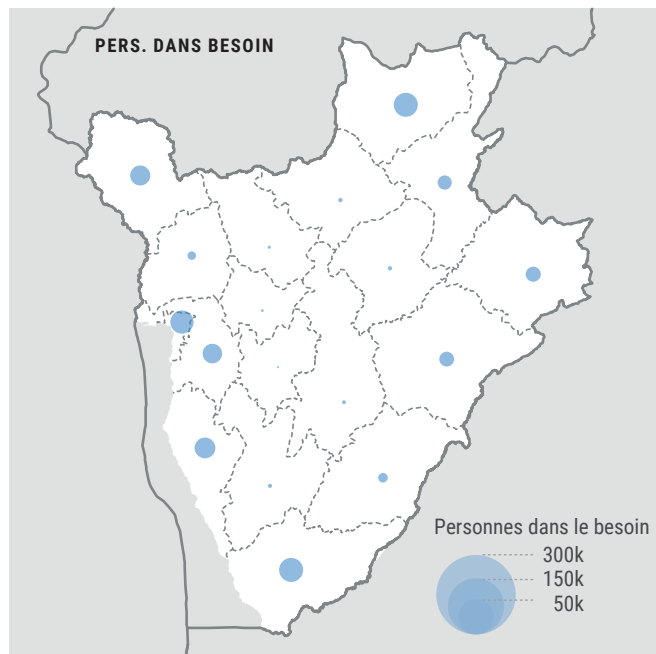 PERS. DANS BESOIN
Personnes dans le besoin
300k
150k
50k